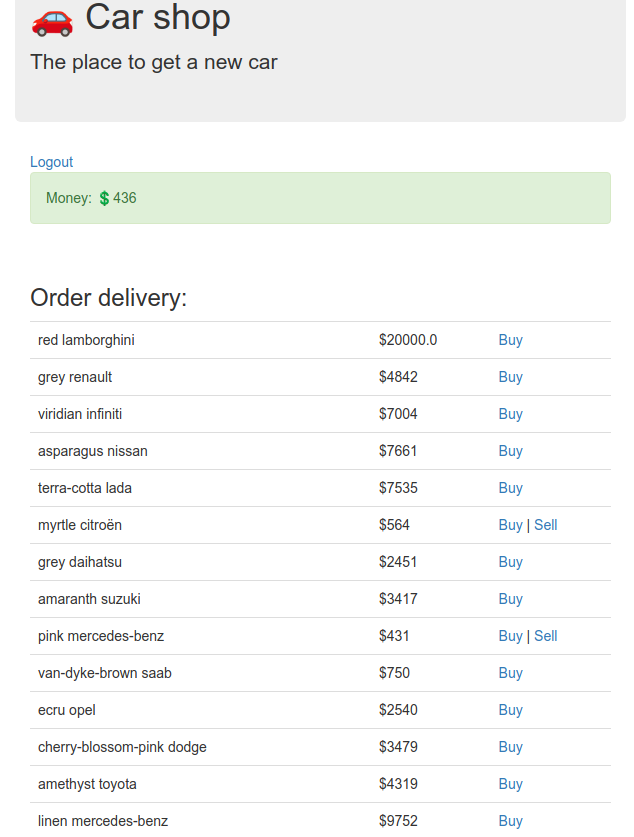 Car shop
The place to get a new car
Logout
Money: 💲436
Order delivery:
red lamborghini $20000.0 Buy
grey renault $4842 Buy
viridian infiniti $7004 Buy
asparagus nissan $7661 Buy
terra-cotta lada $7535 Buy
myrtle citroën $564 Buy | Sell
grey daihatsu $2451 Buy
amaranth suzuki $3417 Buy
pink mercedes-benz $431 Buy | Sell
van-dyke-brown saab $750 Buy
ecru opel $2540 Buy
cherry-blossom-pink dodge $3479 Buy
amethyst toyota $4319 Buy
linen mercedes-benz $9752 Buy